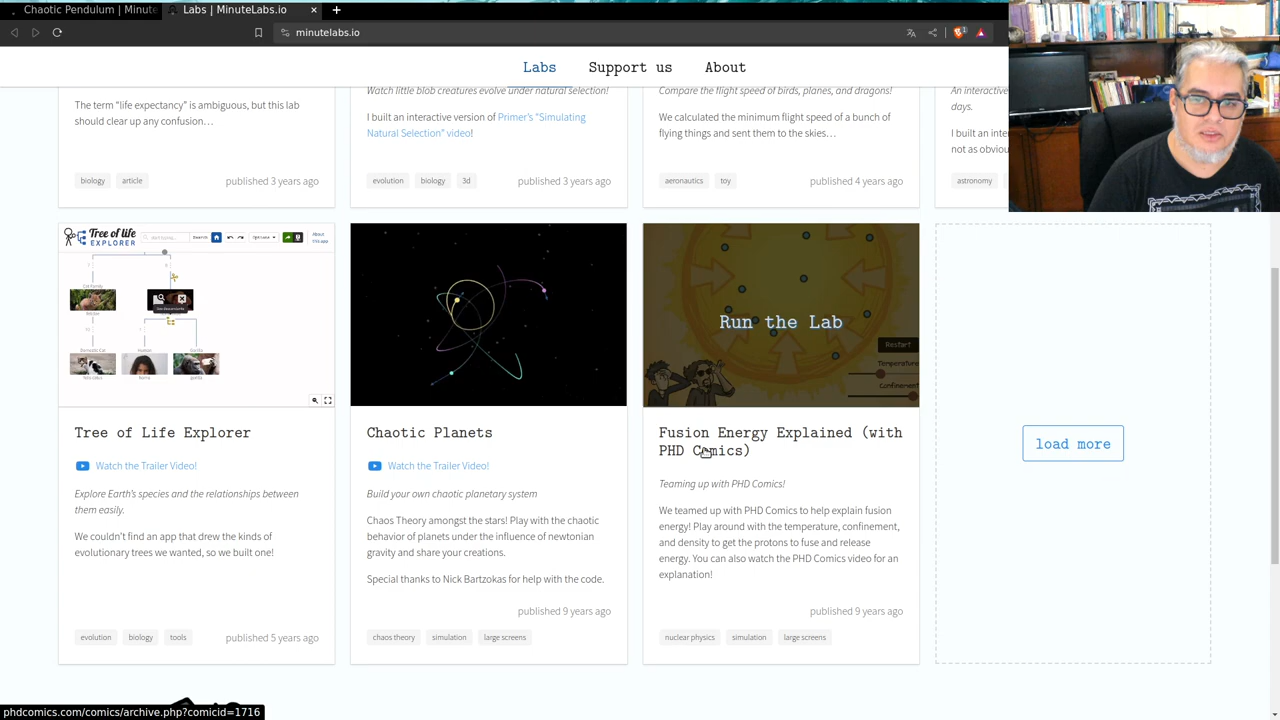 Chaotic Pendulum | Minute
Labs | MinuteLabs.io
minutelabs.io
Labs
Support us
About
The term “life expectancy” is ambiguous, but this lab
should clear up any confusion…
biology
article
published 3 years ago
Watch little blob creatures evolve under natural selection!
I built an interactive version of Primer's "Simulating
Natural Selection" video!
evolution
biology
3d
published 3 years ago
Compare the flight speed of birds, planes, and dragons!
We calculated the minimum flight speed of a bunch of
flying things and sent them to the skies…
aeronautics
toy
published 4 years ago
An interactive
days.
I built an inte
not as obviou
astronomy
Tree of life
EXPLORER
Tree of Life Explorer
Watch the Trailer Video!
Explore Earth's species and the relationships between
them easily.
We couldn't find an app that drew the kinds of
evolutionary trees we wanted, so we built one!
evolution
biology
tools
published 5 years ago
Chaotic Planets
Watch the Trailer Video!
Build your own chaotic planetary system
Chaos Theory amongst the stars! Play with the chaotic
behavior of planets under the influence of newtonian
gravity and share your creations.
Special thanks to Nick Bartzokas for help with the code.
published 9 years ago
chaos theory
simulation
large screens
Run the Lab
Restart
Temperature
Confinement
Fusion Energy Explained (with
PHD Comics)
Teaming up with PHD Comics!
We teamed up with PHD Comics to help explain fusion
energy! Play around with the temperature, confinement,
and density to get the protons to fuse and release
energy. You can also watch the PHD Comics video for an
explanation!
published 9 years ago
nuclear physics
simulation
large screens
load more
phdcomics.com/comics/archive.php?comicid=1716